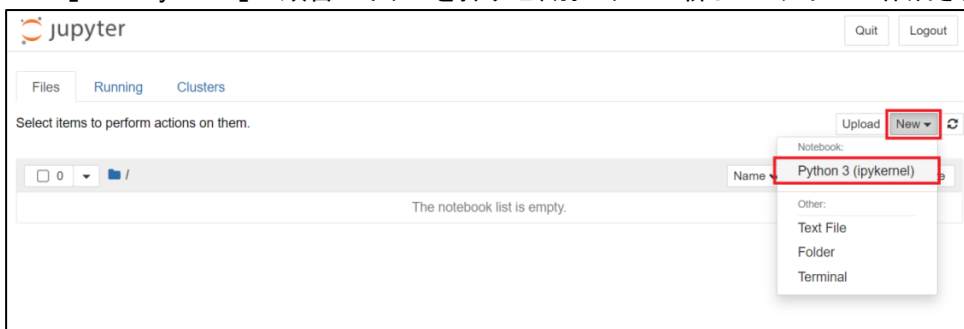 jupyter
Quit Logout
Files Running Clusters
Select items to perform actions on them.
Upload New
Notebook:
0 /
Name
Python 3 (ipykernel)
The notebook list is empty.
Other:
Text File
Folder
Terminal